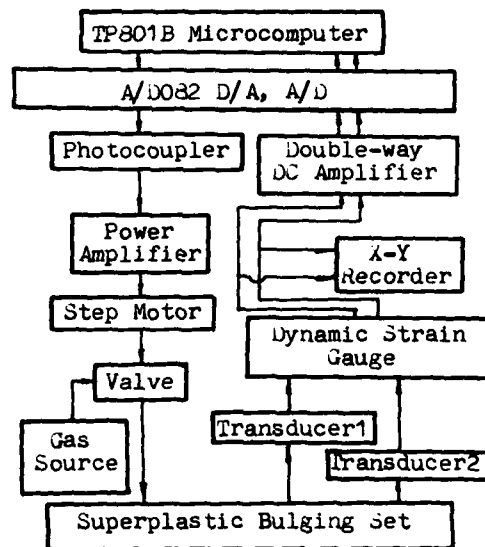 TP801B Microcomputer
A/D082 D/A, A/D
Photocoupler
Double-way
DC Amplifier
Power
Amplifier
X-Y
Recorder
Step Motor
Dynamic Strain
Gauge
Valve
Transducer1
Gas
Source
Transducer2
Superplastic Bulging Set